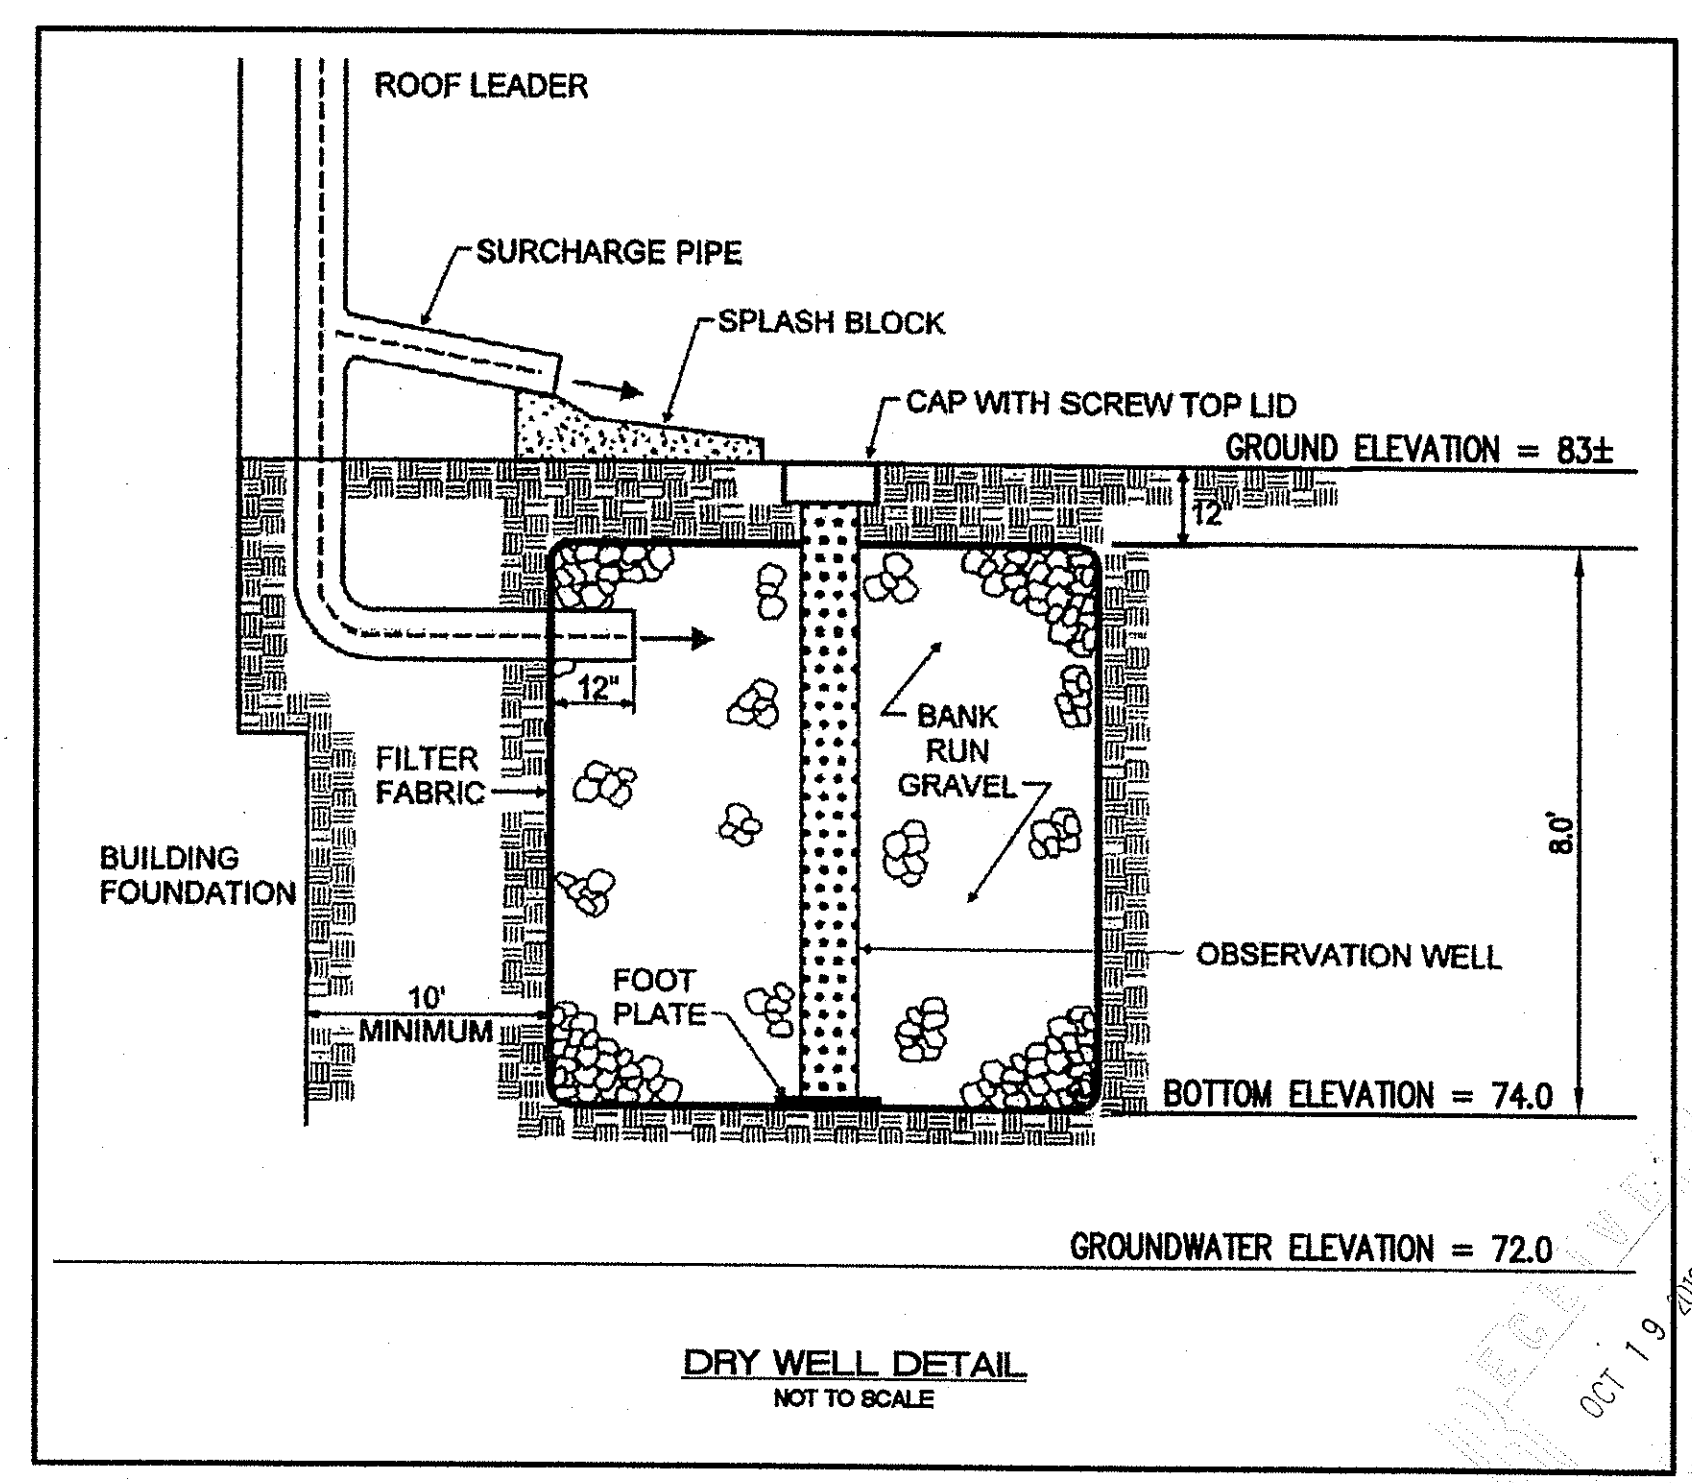 ROOF LEADER
SURCHARGE PIPE
SPLASH BLOCK
CAP WITH SCREW TOP LID
GROUND ELEVATION = 83±
12"
12"
BANK
RUN
GRAVEL
FILTER
FABRIC
8.0'
BUILDING
FOUNDATION
OBSERVATION WELL
FOOT
PLATE
10'
MINIMUM
BOTTOM ELEVATION = 74.0
GROUNDWATER ELEVATION = 72.0
DRY WELL DETAIL
NOT TO SCALE
OCT 19